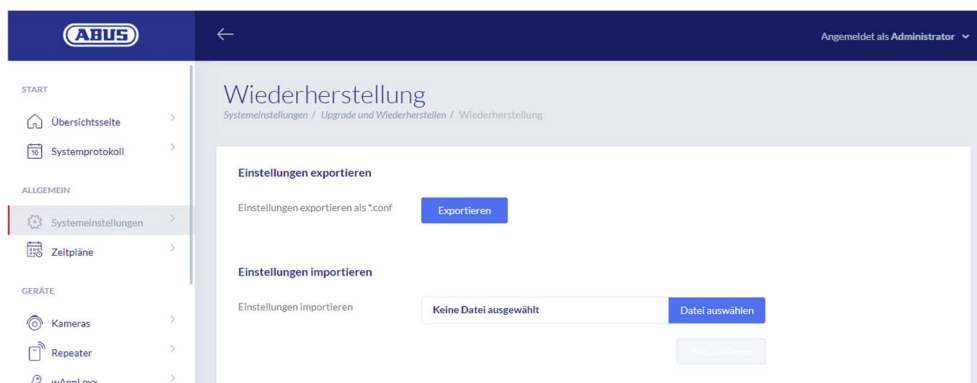 ABUS
Angemeldet als Administrator
START
Übersichtsseite
10
Systemprotokoll
ALLGEMEIN
Systemeinstellungen
Zeitpläne
GERÄTE
Kameras
Repeater
wAppLoxx
Wiederherstellung
Systemeinstellungen / Upgrade und Wiederherstellen / Wiederherstellung
Einstellungen exportieren
Einstellungen exportieren als *.conf
Exportieren
Einstellungen importieren
Einstellungen importieren
Keine Datei ausgewählt
Datei auswählen